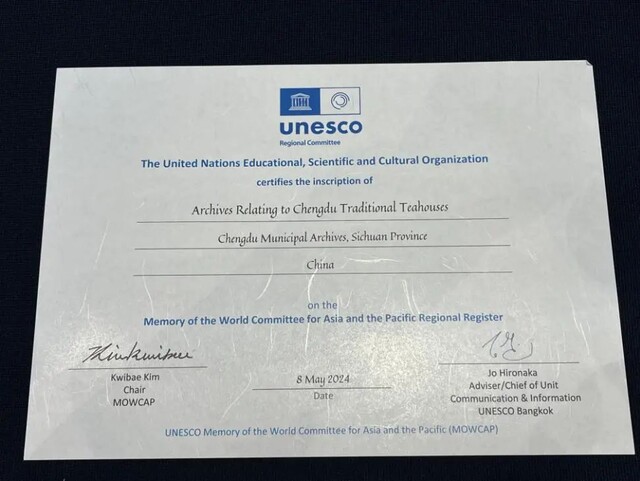 unesco
Regional Committee
The United Nations Educational, Scientific and Cultural Organization
certifies the inscription of
Archives Relating to Chengdu Traditional Teahouses
Chengdu Municipal Archives, Sichuan Province
China
on the
Memory of the World Committee for Asia and the Pacific Regional Register
Kwibae Kim
Chair
MOWCAP
8 May 2024
Date
Jo Hironaka
Adviser/Chief of Unit
Communication & Information
UNESCO Bangkok
UNESCO Memory of the World Committee for Asia and the Pacific (MOWCAP)